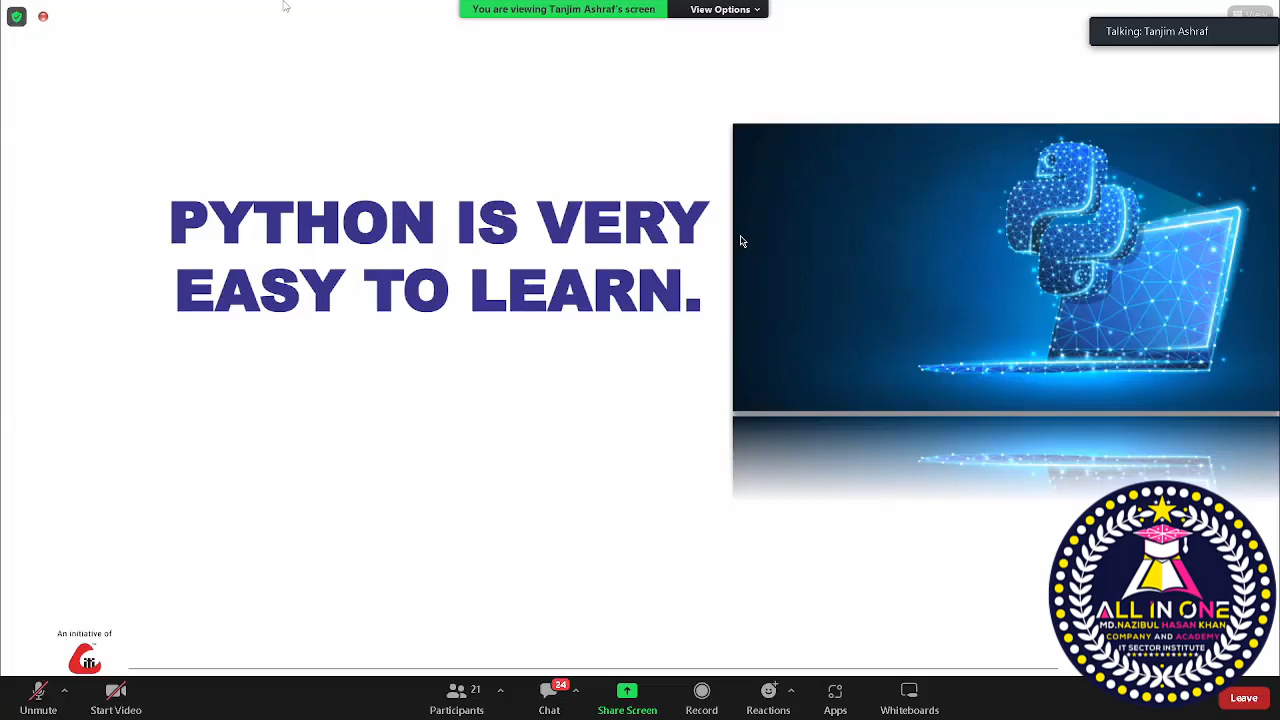 You are viewing Tanjim Ashraf's screen
View Options
View
Talking: Tanjim Ashraf
PYTHON IS VERY
EASY TO LEARN.
An initiative of
ALL IN ONE
MD.NAZIBUL HASAN KHAN
COMPANY AND ACADEMY
IT SECTOR INSTITUTE
Unmute
Start Video
21
Participants
24
Chat
Share Screen
Record
Reactions
Apps
Whiteboards
Leave